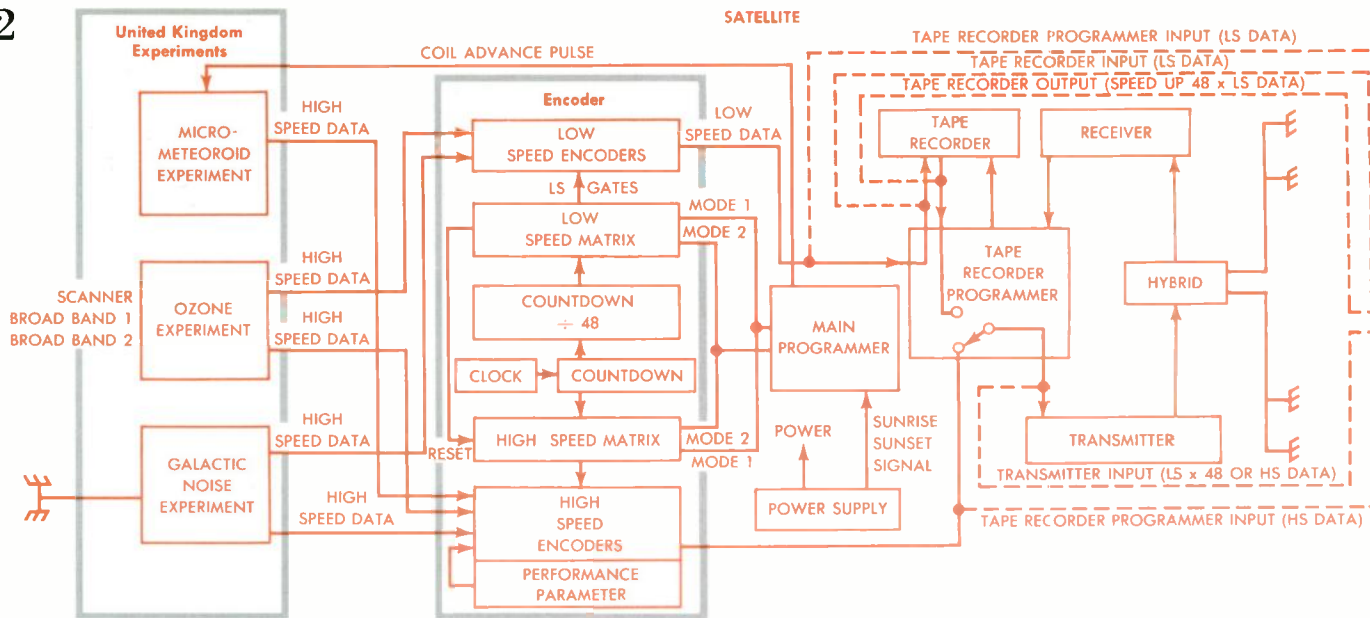 2
SATELLITE
United Kingdom
Experiments
COIL ADVANCE PULSE
MICRO-
METEOROID
EXPERIMENT
HIGH
SPEED DATA
SCANNER
BROAD BAND 1
BROAD BAND 2
OZONE
EXPERIMENT
HIGH
SPEED DATA
HIGH
SPEED DATA
GALACTIC
NOISE
EXPERIMENT
HIGH
SPEED DATA
HIGH
SPEED DATA
Encoder
LOW
SPEED ENCODERS
LS GATES
LOW
SPEED MATRIX
COUNTDOWN
÷ 48
CLOCK
COUNTDOWN
HIGH SPEED MATRIX
RESET
HIGH
SPEED
ENCODERS
PERFORMANCE
PARAMETER
LOW
SPEED DATA
MODE 1
MODE 2
MODE 2
MODE 1
MAIN
PROGRAMMER
POWER
SUNRISE
SUNSET
SIGNAL
POWER SUPPLY
TAPE RECORDER PROGRAMMER INPUT (LS DATA)
TAPE RECORDER INPUT (LS DATA)
TAPE RECORDER OUTPUT (SPEED UP 48 x LS DATA)
TAPE
RECORDER
RECEIVER
TAPE
RECORDER
PROGRAMMER
HYBRID
TRANSMITTER
TRANSMITTER INPUT (LS x 48 OR HS DATA)
TAPE RECORDER PROGRAMMER INPUT (HS DATA)